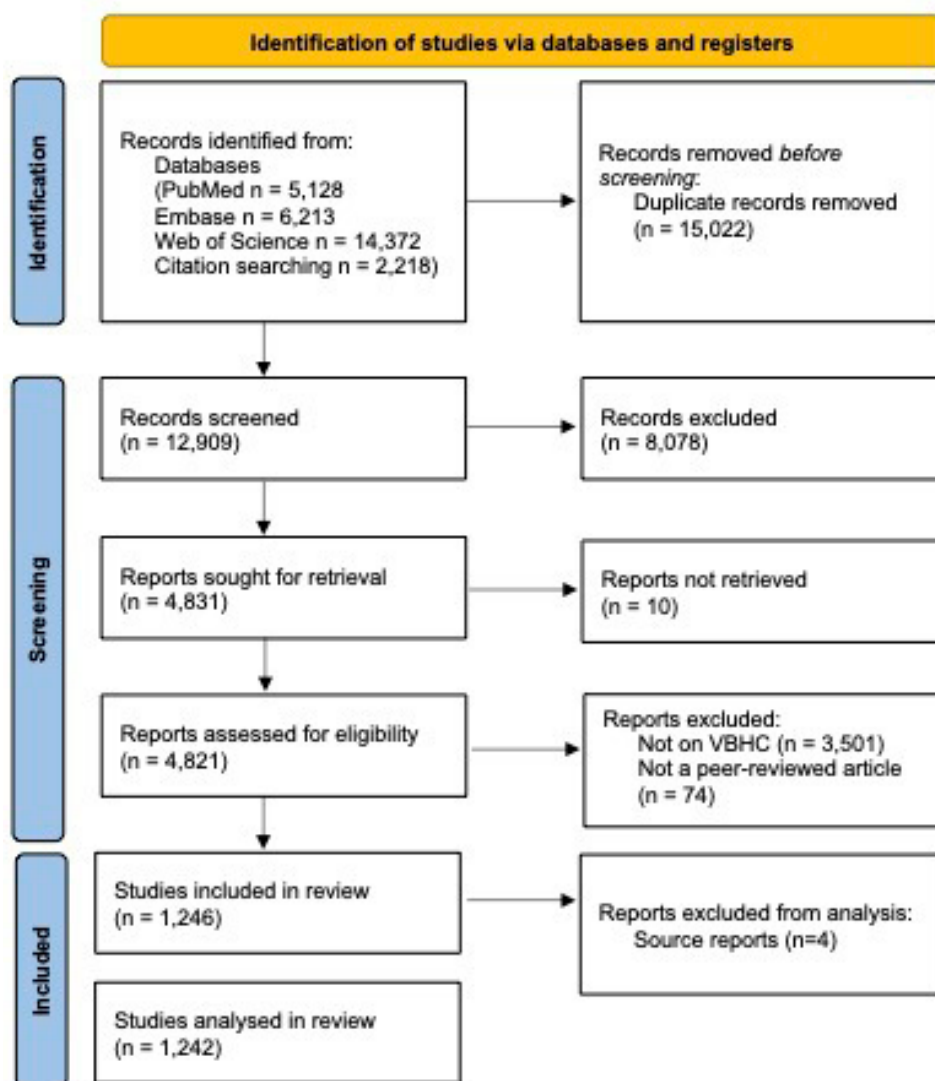 Identification of studies via databases and registers
Identification
Records identified from:
Databases
(PubMed n = 5,128
Embase n = 6,213
Web of Science n = 14,372
Citation searching n = 2,218)
Records removed before
screening:
Duplicate records removed
(n = 15,022)
Screening
Records screened
(n = 12,909)
Records excluded
(n = 8,078)
Reports sought for retrieval
(n = 4,831)
Reports not retrieved
(n = 10)
Reports assessed for eligibility
(n = 4,821)
Reports excluded:
Not on VBHC (n = 3,501)
Not a peer-reviewed article
(n = 74)
Included
Studies included in review
(n = 1,246)
Reports excluded from analysis:
Source reports (n=4)
Studies analysed in review
(n = 1,242)